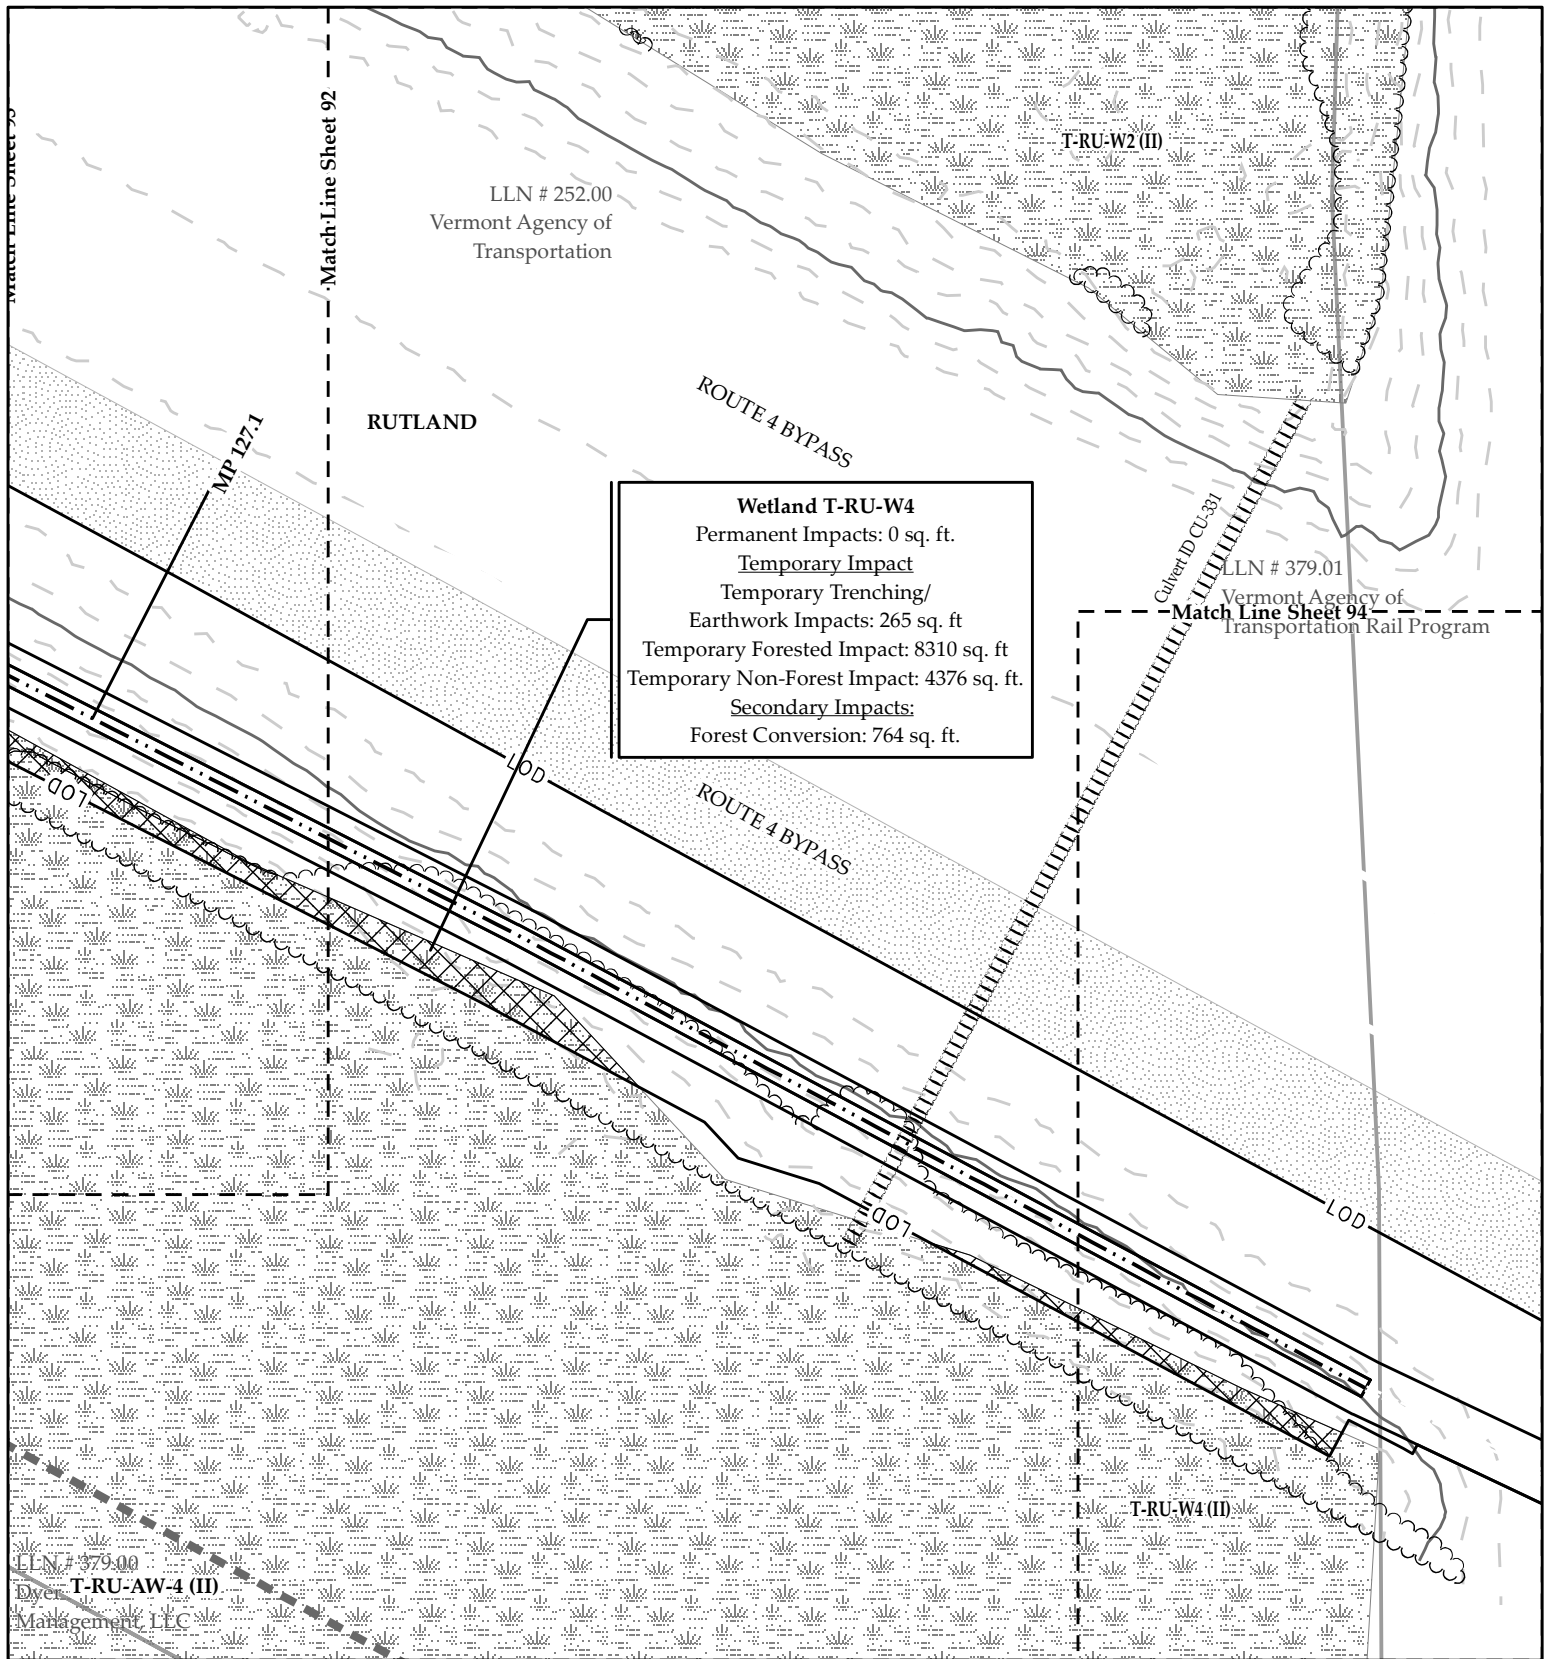 T-RU-W2 (II)
Match Line Sheet 92
LLN # 252.00
Vermont Agency of
Transportation
MP 127.1
RUTLAND
ROUTE 4 BYPASS
Wetland T-RU-W4
Permanent Impacts: 0 sq. ft.
Temporary Impact
Temporary Trenching/
Earthwork Impacts: 265 sq. ft
Temporary Forested Impact: 8310 sq. ft
Temporary Non-Forest Impact: 4376 sq. ft.
Secondary Impacts:
Forest Conversion: 764 sq. ft.
Culvert ID CU-331
LLN # 379.01
Vermont Agency of
Transportation Rail Program
Match Line Sheet 94
LOD
LOD
ROUTE 4 BYPASS
LOD
LOD
T-RU-W4 (II)
LLN # 379.00
Dyer
Management, LLC
T-RU-AW-4 (II)